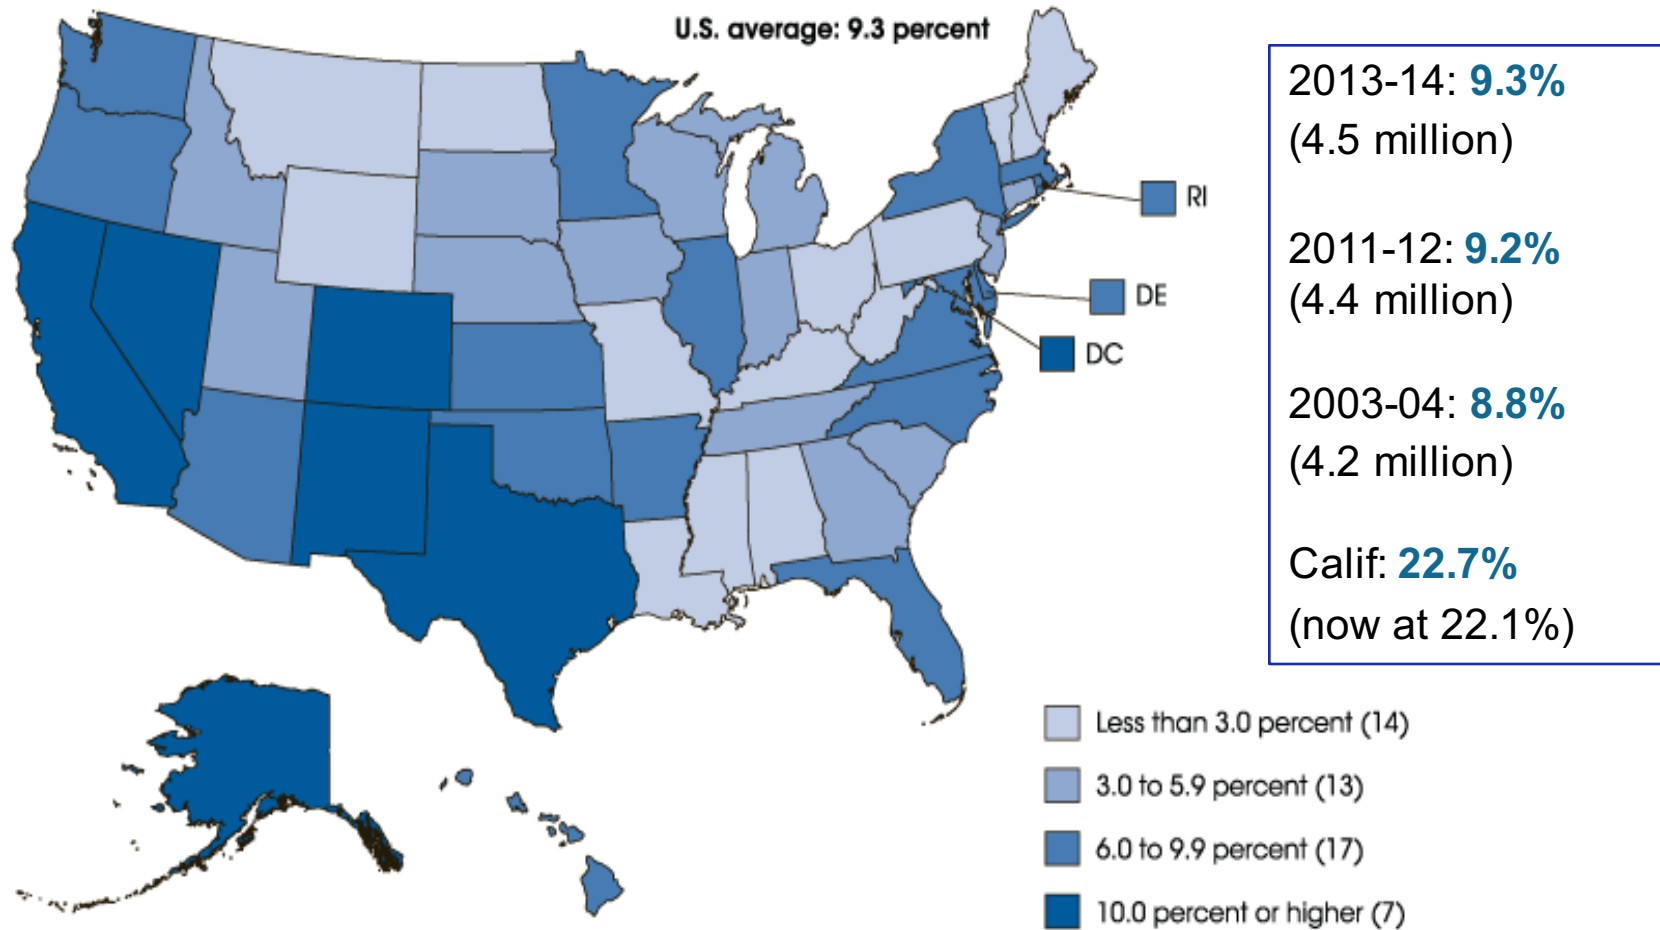 U.S. average: 9.3 percent
RI
DE
DC
2013-14: 9.3%
(4.5 million)
2011-12: 9.2%
(4.4 million)
2003-04: 8.8%
(4.2 million)
Calif: 22.7%
(now at 22.1%)
Less than 3.0 percent (14)
3.0 to 5.9 percent (13)
6.0 to 9.9 percent (17)
10.0 percent or higher (7)